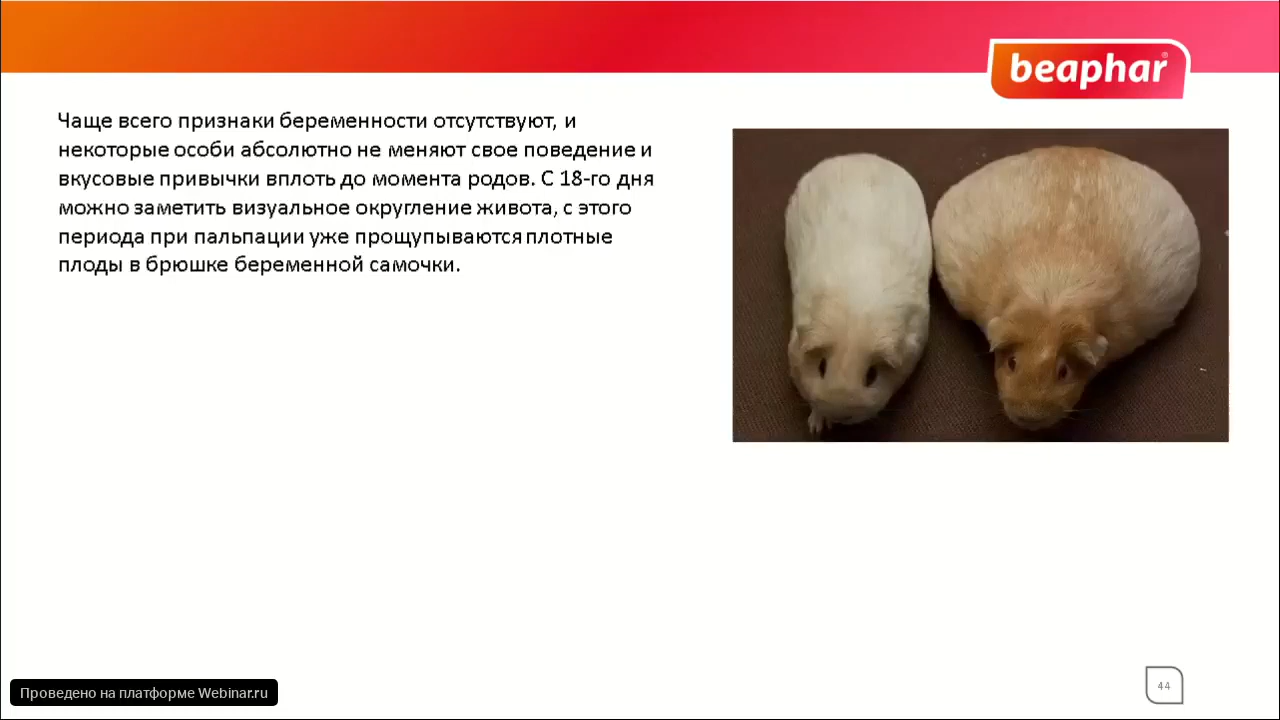 beaphar®
Чаще всего признаки беременности отсутствуют, и
некоторые особи абсолютно не меняют свое поведение и
вкусовые привычки вплоть до момента родов. С 18-го дня
можно заметить визуальное округление живота, с этого
периода при пальпации уже прощупываются плотные
плоды в брюшке беременной самочки.
Проведено на платформе Webinar.ru
44